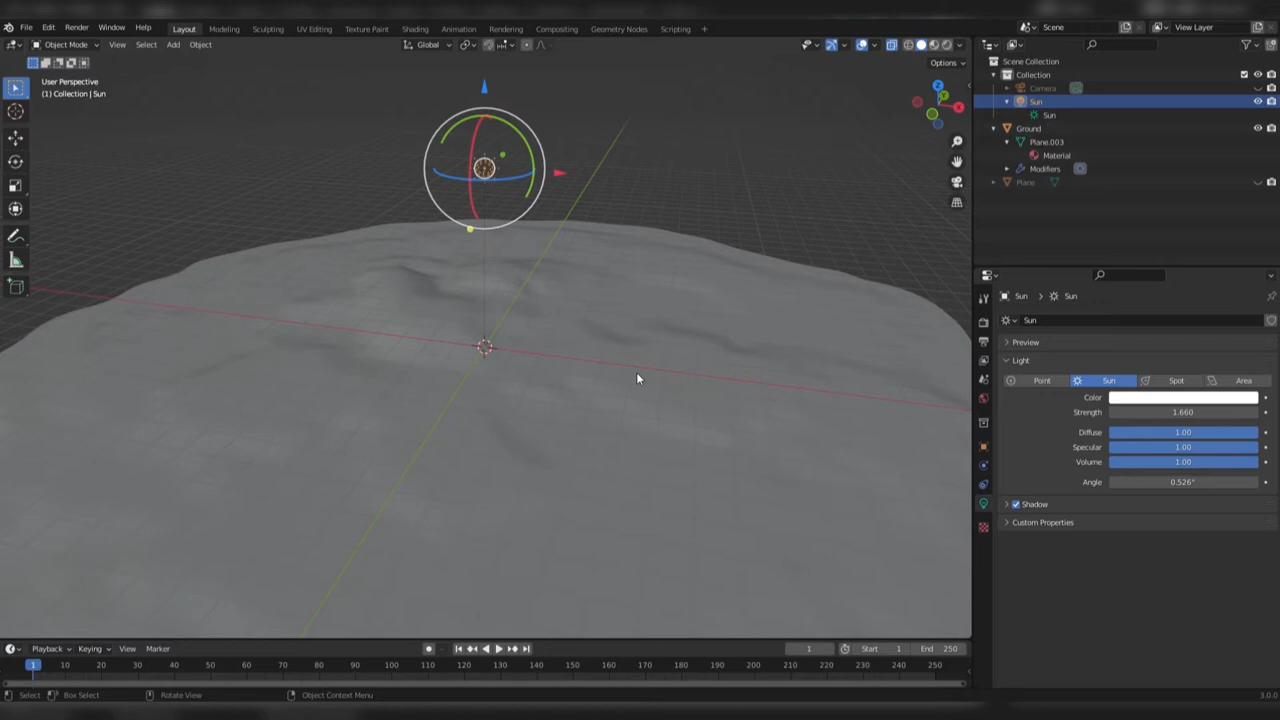 File Edit Render Window Help Layout Modeling Sculpting UV Editing Texture Paint Shading Animation Rendering Compositing Geometry Nodes Scripting + Scene View Layer
Object Mode View Select Add Object Global
Options
User Perspective
(1) Collection | Sun
Z
Y
X
Scene Collection
Collection
Camera
Sun
Sun
Ground
Plane.003
Material
Modifiers
Plane
Sun > Sun
Sun
Preview
Light
Point Sun Spot Area
Color
Strength 1.660
Diffuse 1.00
Specular 1.00
Volume 1.00
Angle 0.526°
Shadow
Custom Properties
Playback Keying View Marker 1 Start 1 End 250
1 10 20 30 40 50 60 70 80 90 100 110 120 130 140 150 160 170 180 190 200 210 220 230 240 250
Select Box Select Rotate View Object Context Menu 3.0.0